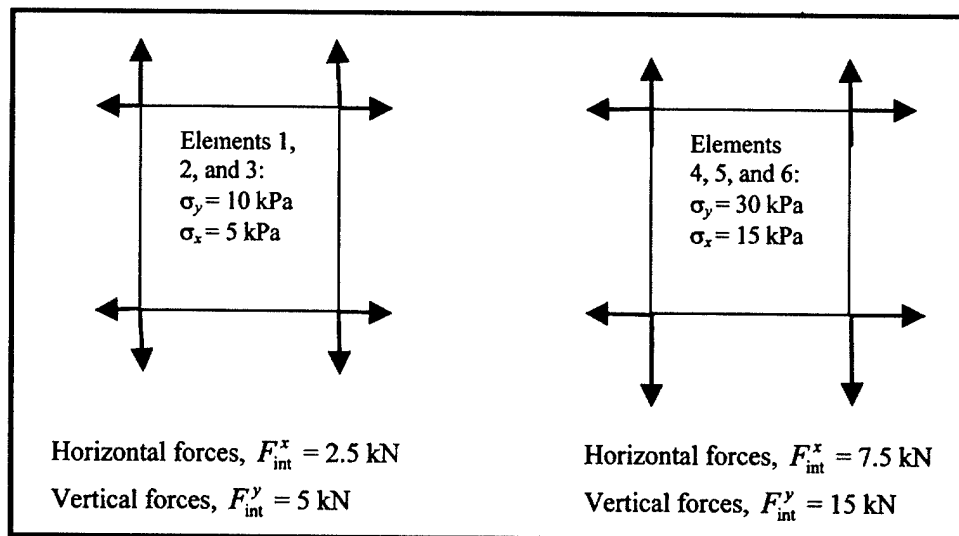 Elements 1,
2, and 3:
σy = 10 kPa
σx = 5 kPa
Horizontal forces, F^x_int = 2.5 kN
Vertical forces, F^y_int = 5 kN
Elements
4, 5, and 6:
σy = 30 kPa
σx = 15 kPa
Horizontal forces, F^x_int = 7.5 kN
Vertical forces, F^y_int = 15 kN